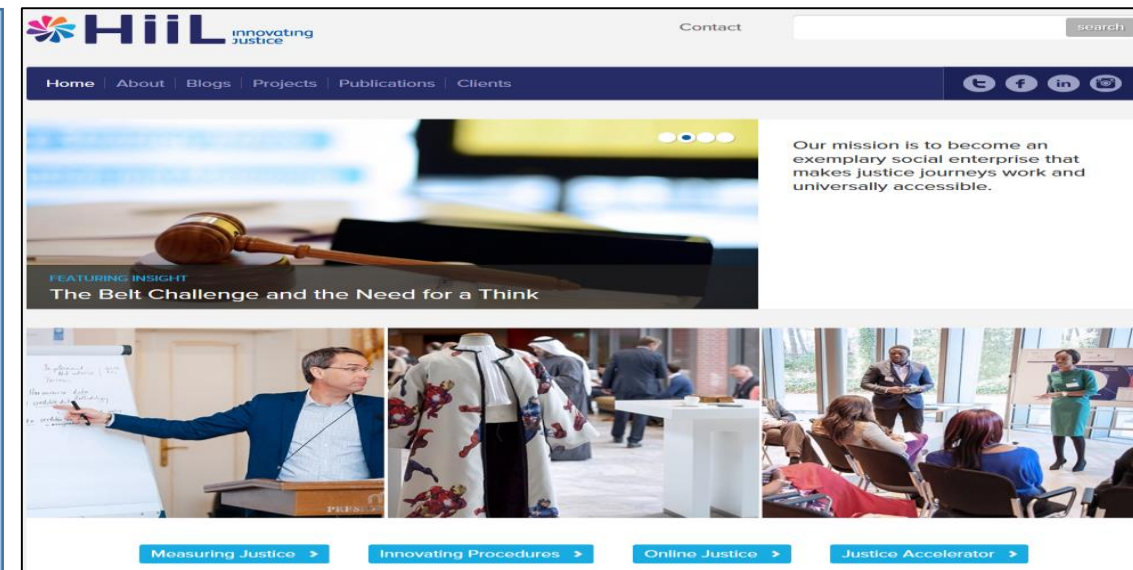 HiiL innovating
justice
Contact
search
Home | About | Blogs | Projects | Publications | Clients
Our mission is to become an
exemplary social enterprise that
makes justice journeys work and
universally accessible.
FEATURING INSIGHT
The Belt Challenge and the Need for a Think
Measuring Justice >
Innovating Procedures >
Online Justice >
Justice Accelerator >